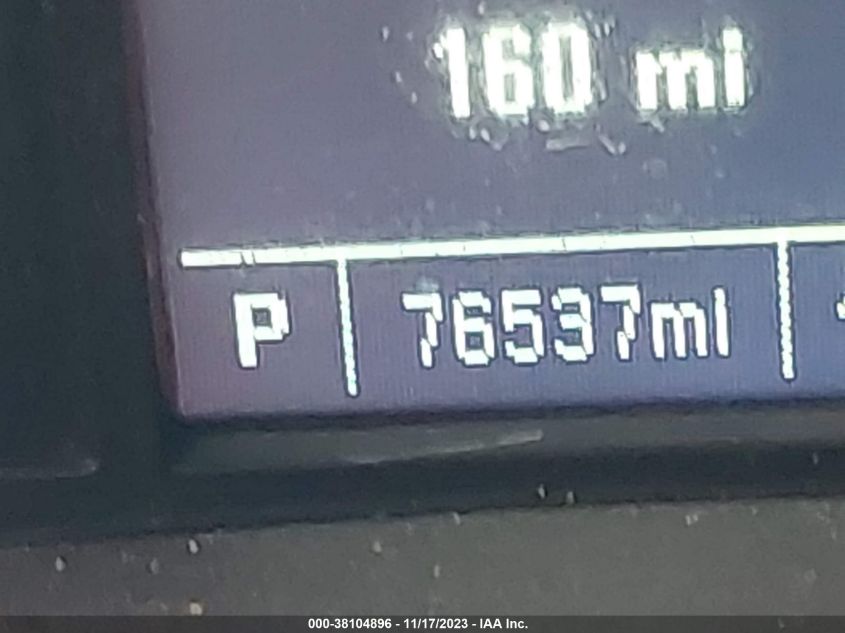 160 mi
P 76537mi
000-38104896 - 11/17/2023 - IAA Inc.